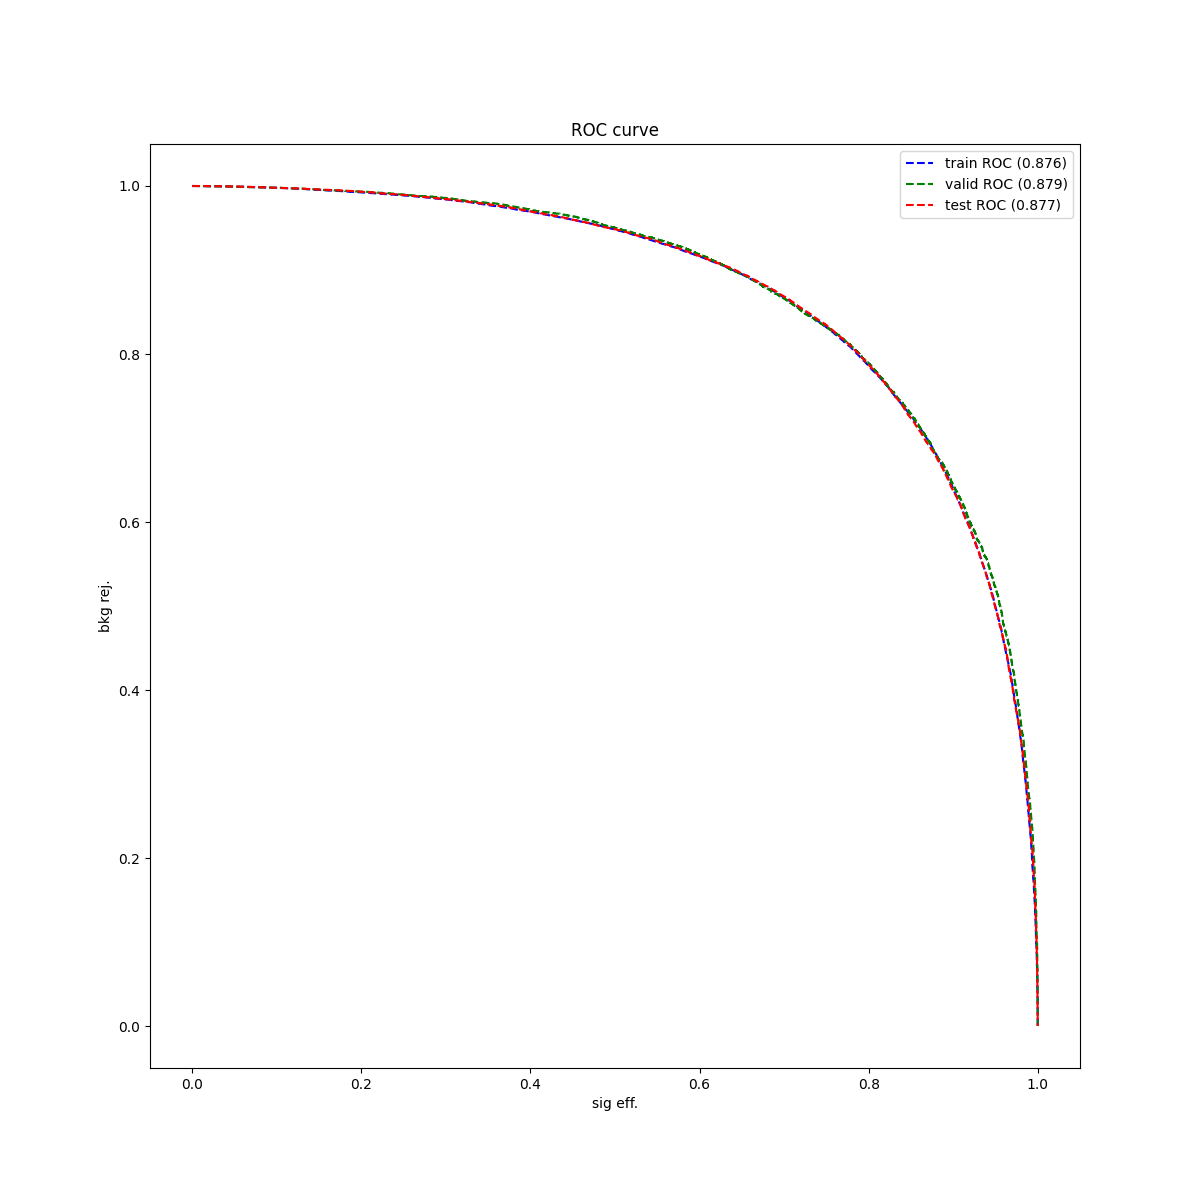 ROC curve
train ROC (0.876)
valid ROC (0.879)
test ROC (0.877)
1.0
0.8
0.6
0.4
0.2
0.0
bkg rej.
0.0 0.2 0.4 0.6 0.8 1.0
sig eff.